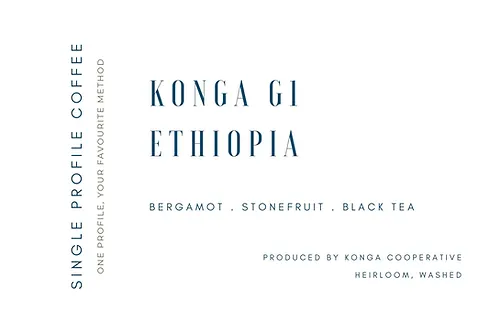 SINGLE PROFILE COFFEE
ONE PROFILE, YOUR FAVOURITE METHOD
KONGA G1
ETHIOPIA
BERGAMOT . STONEFRUIT . BLACK TEA
PRODUCED BY KONGA COOPERATIVE
HEIRLOOM, WASHED